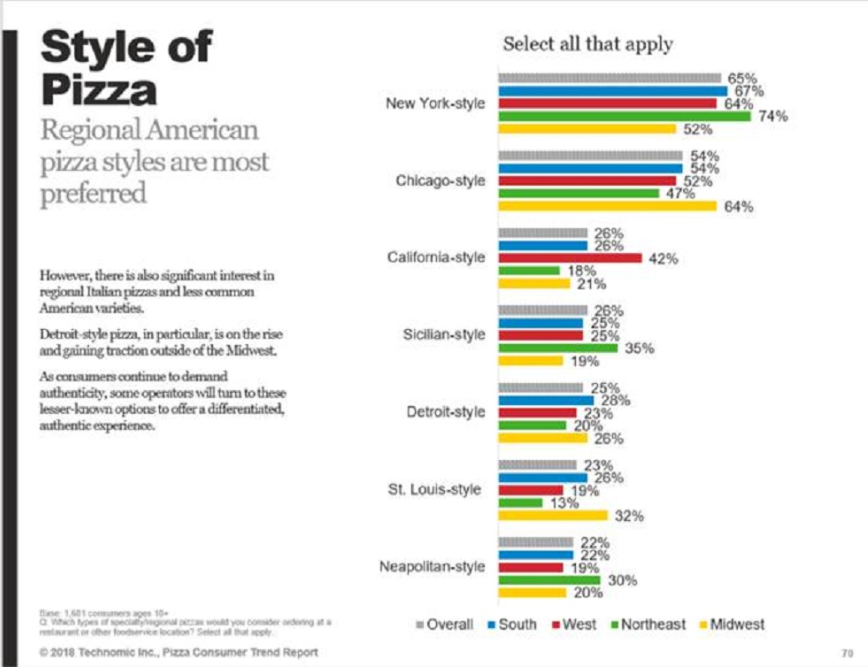 Style of
Pizza
Regional American
pizza styles are most
preferred
However, there is also significant interest in
regional Italian pizzas and less common
American varieties.
Detroit-style pizza, in particular, is on the rise
and gaining traction outside of the Midwest.
As consumers continue to demand
authenticity, some operators will turn to these
lesser-known options to offer a differentiated,
authentic experience.
Select all that apply
New York-style
65%
67%
64%
74%
52%
Chicago-style
54%
54%
52%
47%
64%
California-style
26%
26%
42%
18%
21%
Sicilian-style
26%
25%
25%
35%
19%
Detroit-style
25%
28%
23%
20%
26%
St. Louis-style
23%
26%
19%
13%
32%
Neapolitan-style
22%
22%
19%
30%
20%
Overall South West Northeast Midwest
Base: 1,601 consumers ages 18+
Q: Which types of specialty/regional pizzas would you consider ordering at a
restaurant or other foodservice location? Select all that apply.
© 2018 Technomic Inc., Pizza Consumer Trend Report
70